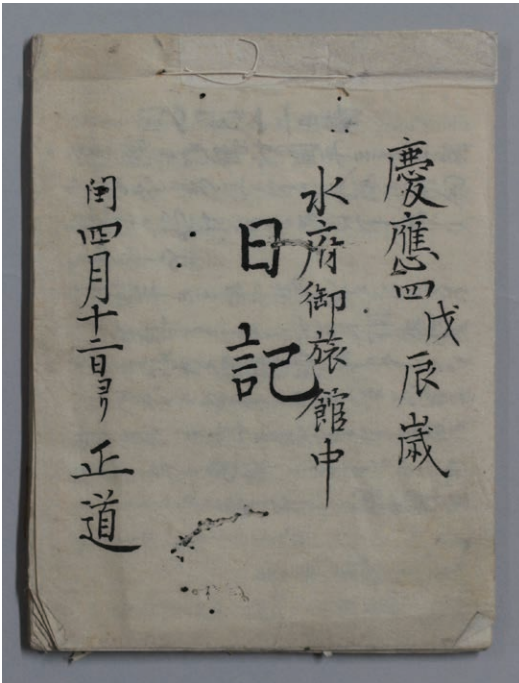 慶應四戊辰歳
水府御旅館中
日記
閏四月十二日ヨリ 正道